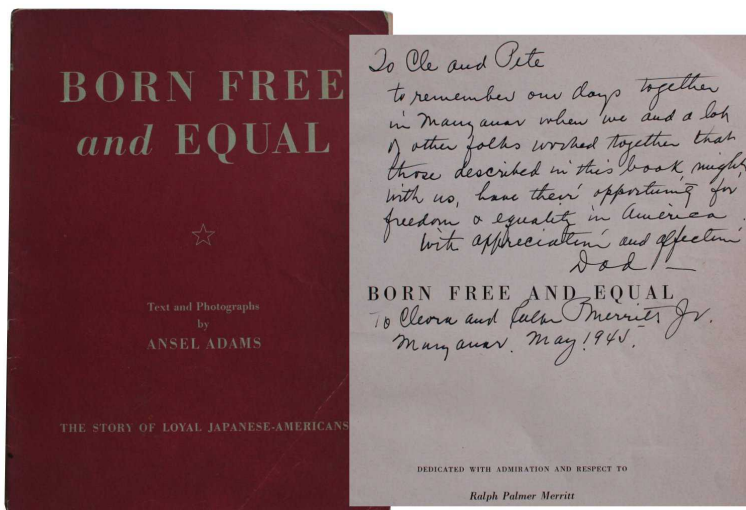 BORN FREE
and EQUAL
Text and Photographs
by
ANSEL ADAMS
THE STORY OF LOYAL JAPANESE-AMERICANS
To Cle and Pete
to remember our days together
in Manzanar when we and a lot
of other folks worked together that
those described in this book, might
with us, have their opportunity for
freedom & equality in America.
With appreciation and affection
Dad —
BORN FREE AND EQUAL
To Cleora and Ralph Merritt Jr.
Manzanar. May 1945.
DEDICATED WITH ADMIRATION AND RESPECT TO
Ralph Palmer Merritt